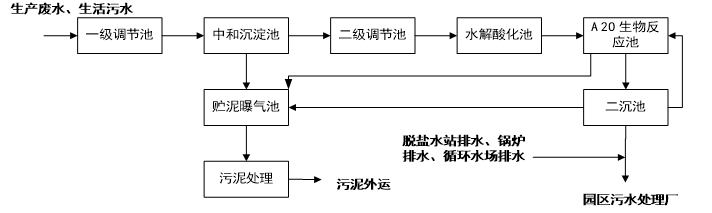 生产废水、生活污水
一级调节池
中和沉淀池
二级调节池
水解酸化池
A2O生物反
应池
贮泥曝气池
二沉池
脱盐水站排水、锅炉
排水、循环水场排水
污泥处理
污泥外运
园区污水处理厂